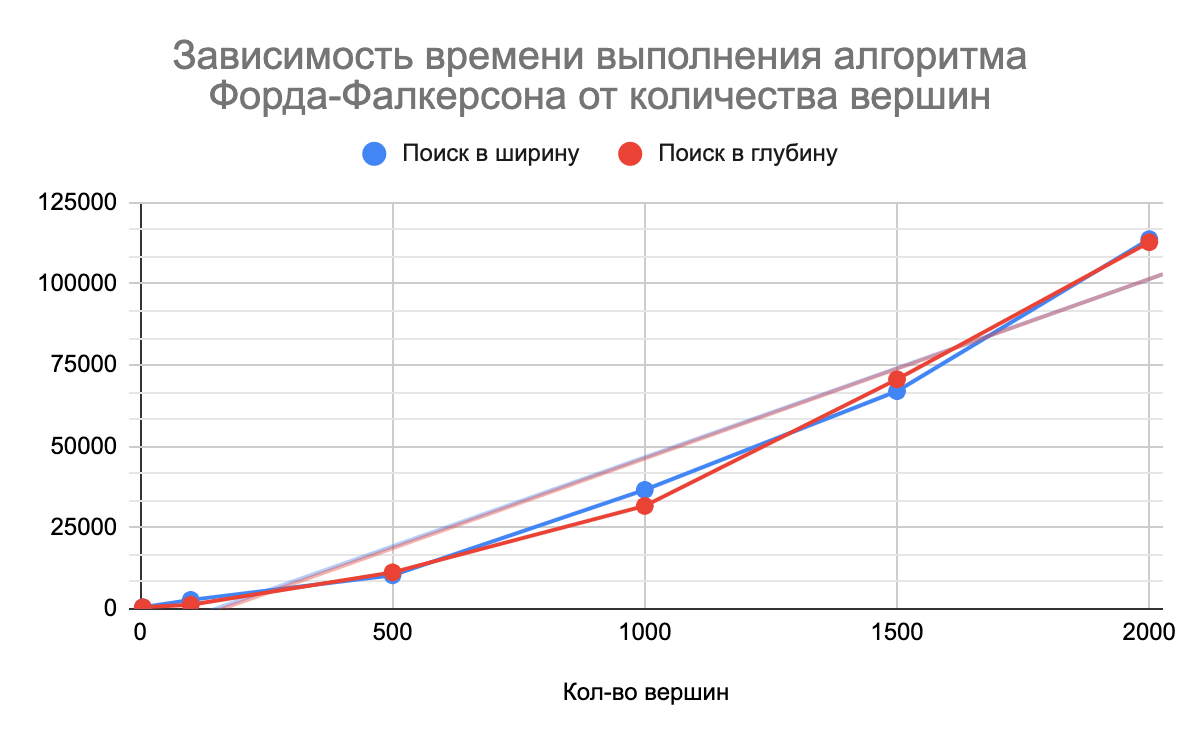 Зависимость времени выполнения алгоритма
Форда-Фалкерсона от количества вершин
Поиск в ширину Поиск в глубину
125000
100000
75000
50000
25000
0
0 500 1000 1500 2000
Кол-во вершин